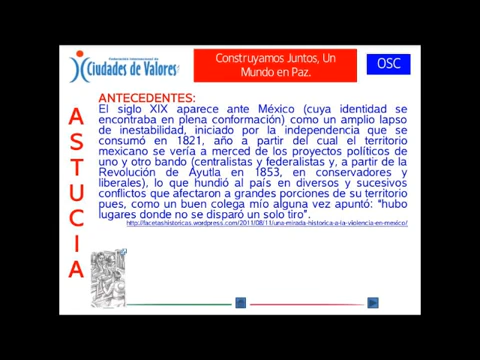 Federación Internacional de
Ciudades de Valores
Construyamos Juntos, Un
Mundo en Paz.
OSC
ASTUCIA
ANTECEDENTES:
El siglo XIX aparece ante México (cuya identidad se
encontraba en plena conformación) como un amplio lapso
de inestabilidad, iniciado por la independencia que se
consumó en 1821, año a partir del cual el territorio
mexicano se vería a merced de los proyectos políticos de
uno y otro bando (centralistas y federalistas y, a partir de la
Revolución de Ayutla en 1853, en conservadores y
liberales), lo que hundió al país en diversos y sucesivos
conflictos que afectaron a grandes porciones de su territorio
pues, como un buen colega mío alguna vez apuntó: “hubo
lugares donde no se disparó un solo tiro”.
http://facetashistoricas.wordpress.com/2011/08/11/una-mirada-historica-a-la-violencia-en-mexico/